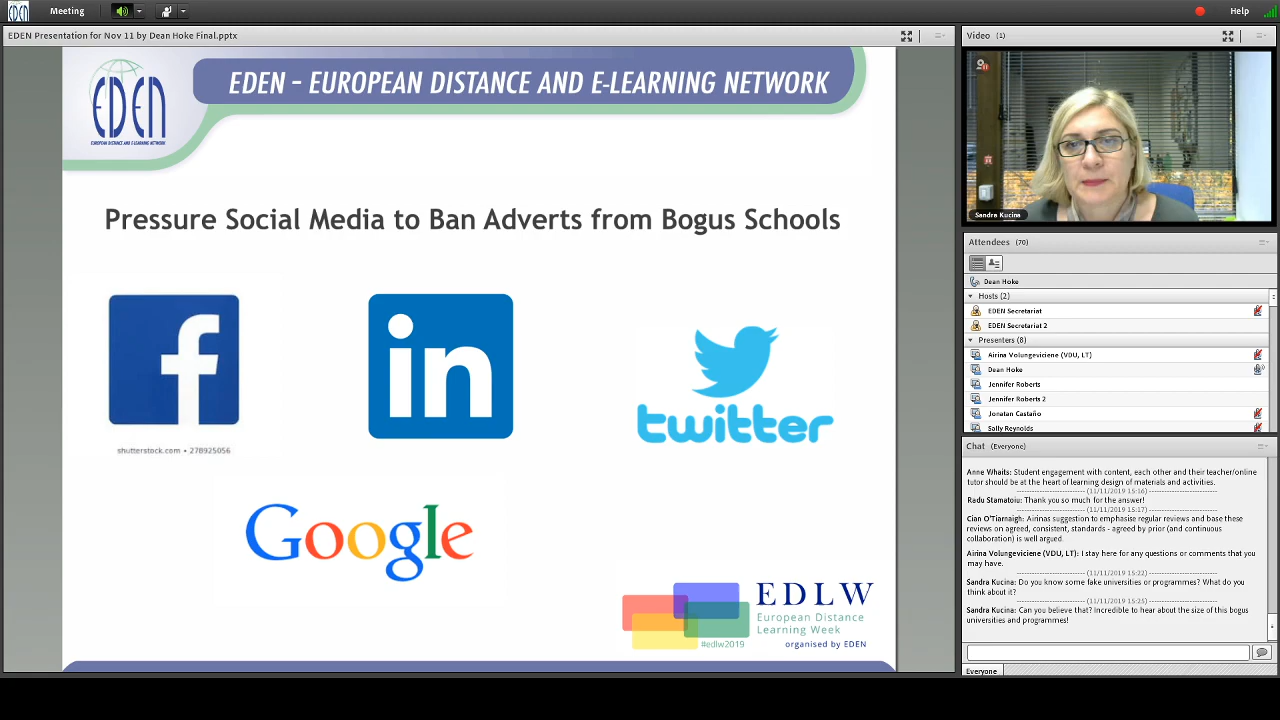 Meeting
Help
EDEN Presentation for Nov 11 by Dean Hoke Final.pptx
EDEN
EUROPEAN DISTANCE AND E-LEARNING NETWORK
EDEN – EUROPEAN DISTANCE AND E-LEARNING NETWORK
Pressure Social Media to Ban Adverts from Bogus Schools
f
in
twitter
shutterstock.com • 278925056
Google
EDLW
European Distance
Learning Week
#edlw2019
organised by EDEN
Video (1)
Sandra Kucina
Attendees (70)
Dean Hoke
Hosts (2)
EDEN Secretariat
EDEN Secretariat 2
Presenters (8)
Airina Volungeviciene (VDU, LT)
Dean Hoke
Jennifer Roberts
Jennifer Roberts 2
Jonatan Castaño
Sally Reynolds
Chat (Everyone)
Anne Whaits: Student engagement with content, each other and their teacher/online
tutor should be at the heart of learning design of materials and activities.
(11/11/2019 15:16)
Radu Stamatoiu: Thank you so much for the answer!
(11/11/2019 15:17)
Cian O'Tiarnaigh: Airinas suggestion to emphasise regular reviews and base these
reviews on agreed, consistent, standards - agreed by prior (and continuous
collaboration) is well argued.
Airina Volungeviciene (VDU, LT): I stay here for any questions or comments that you
may have.
(11/11/2019 15:22)
Sandra Kucina: Do you know some fake universities or programmes? What do you
think about it?
(11/11/2019 15:25)
Sandra Kucina: Can you believe that? Incredible to hear about the size of this bogus
universities and programmes!
Everyone